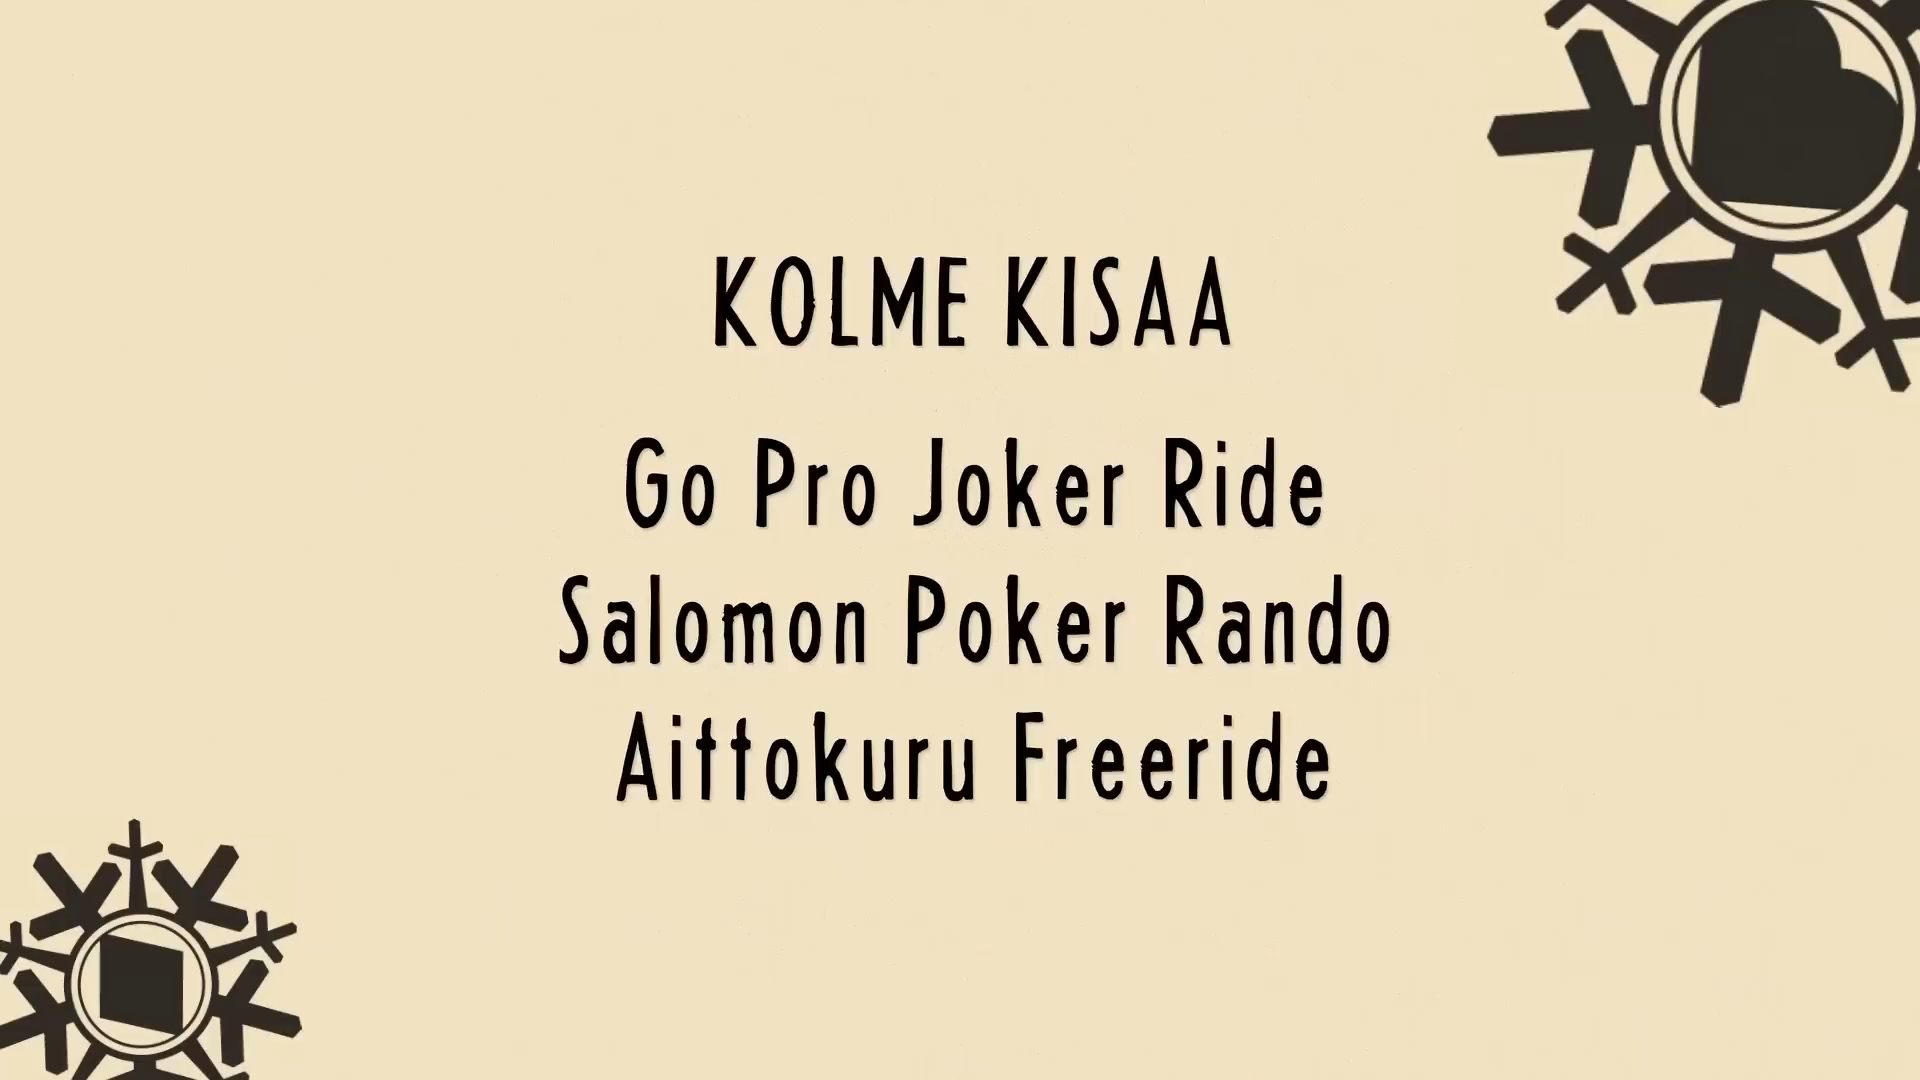 KOLME KISAA
Go Pro Joker Ride
Salomon Poker Rando
Aittokuru Freeride